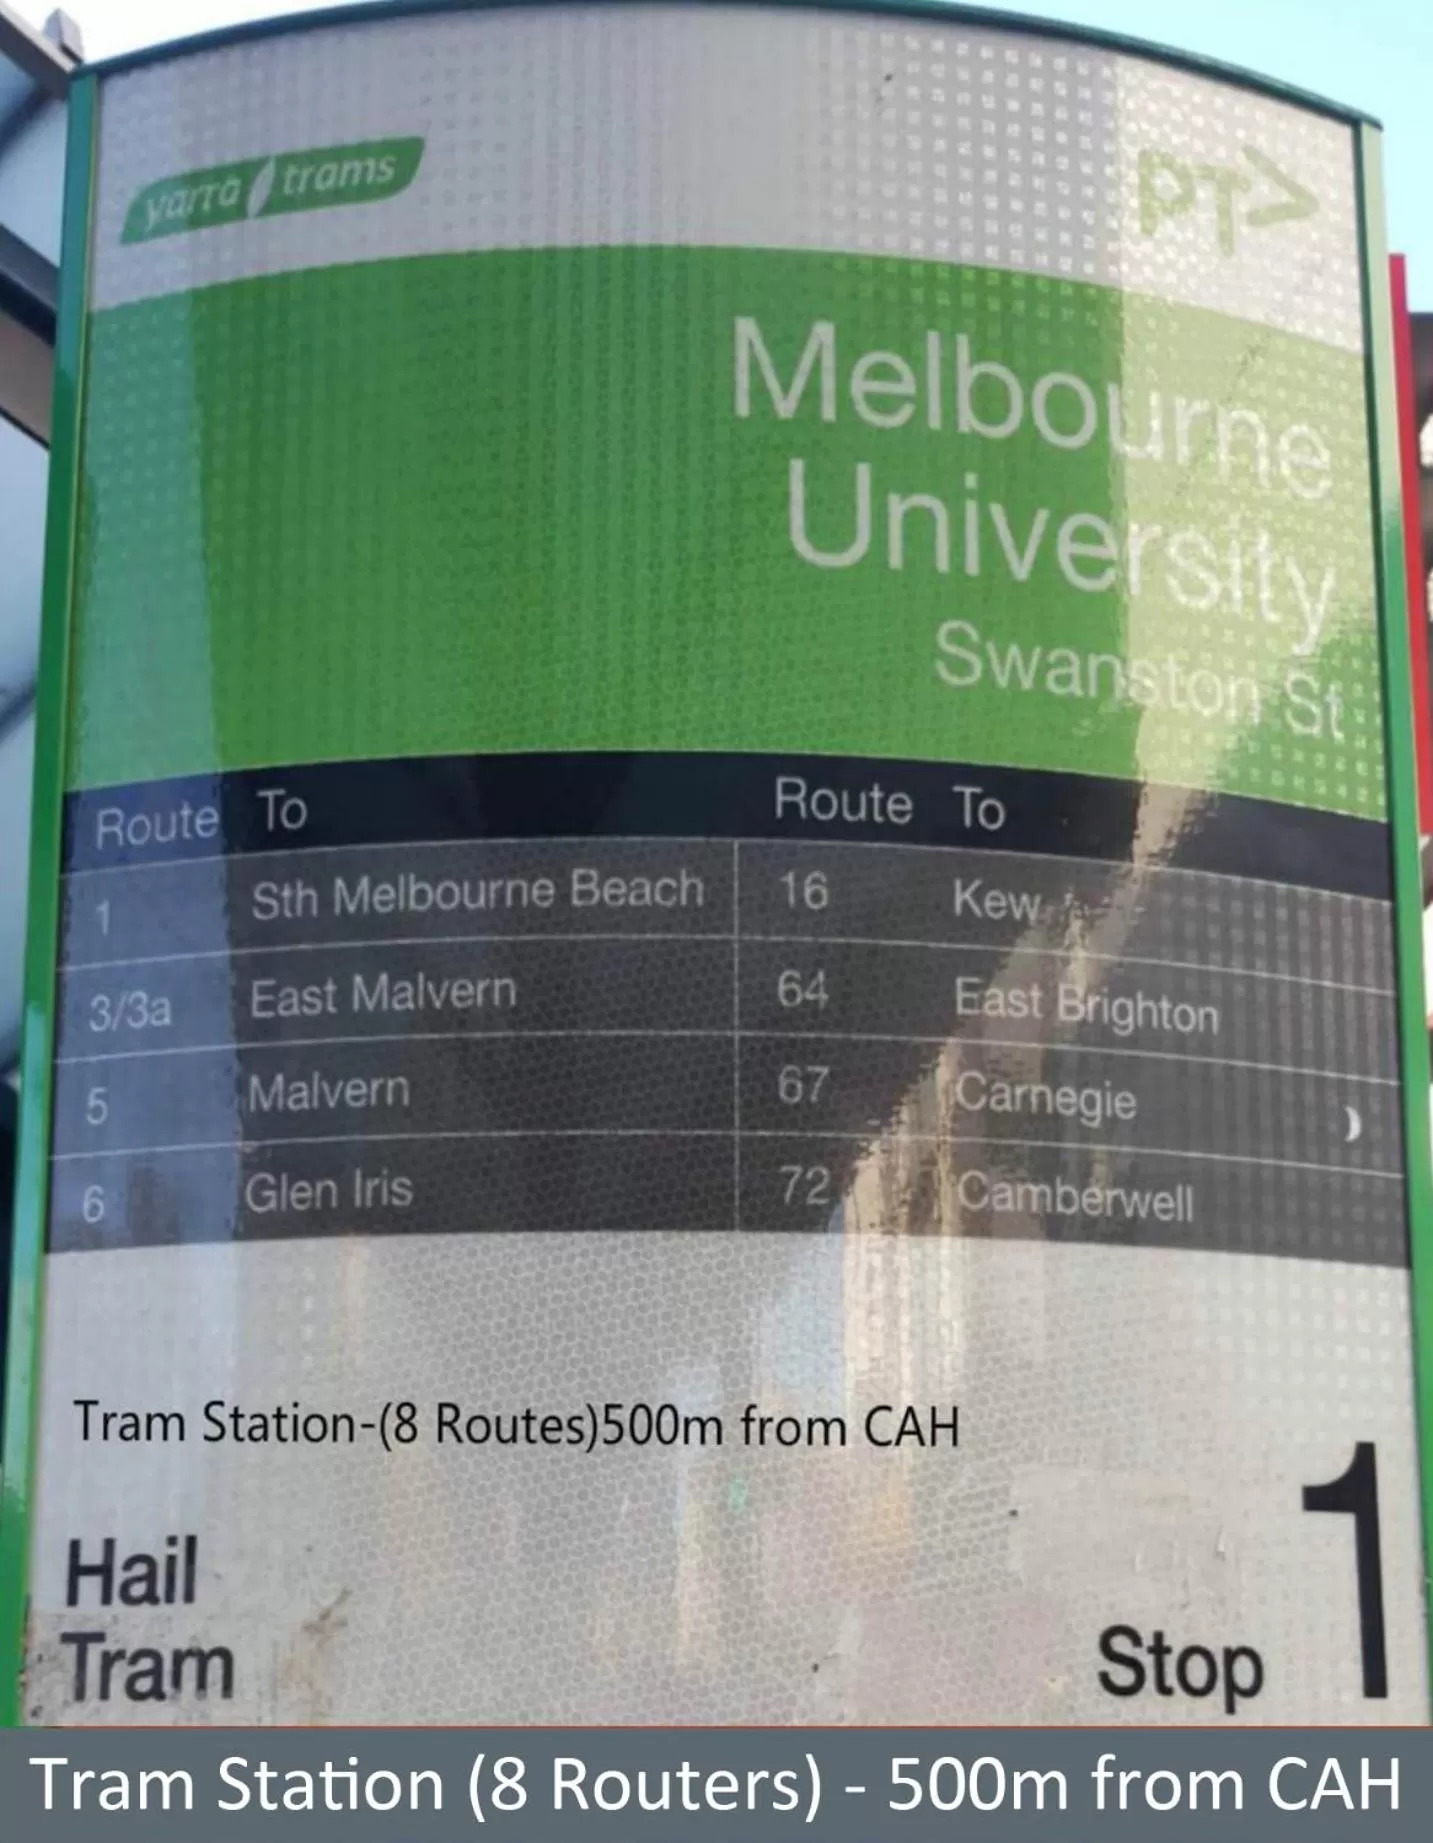 yarra trams
PT>
Melbourne
University
Swanston St
Route To Route To
1 Sth Melbourne Beach 16 Kew
3/3a East Malvern 64 East Brighton
5 Malvern 67 Carnegie
6 Glen Iris 72 Camberwell
Tram Station-(8 Routes)500m from CAH
Hail
Tram
Stop 1
Tram Station (8 Routers) - 500m from CAH